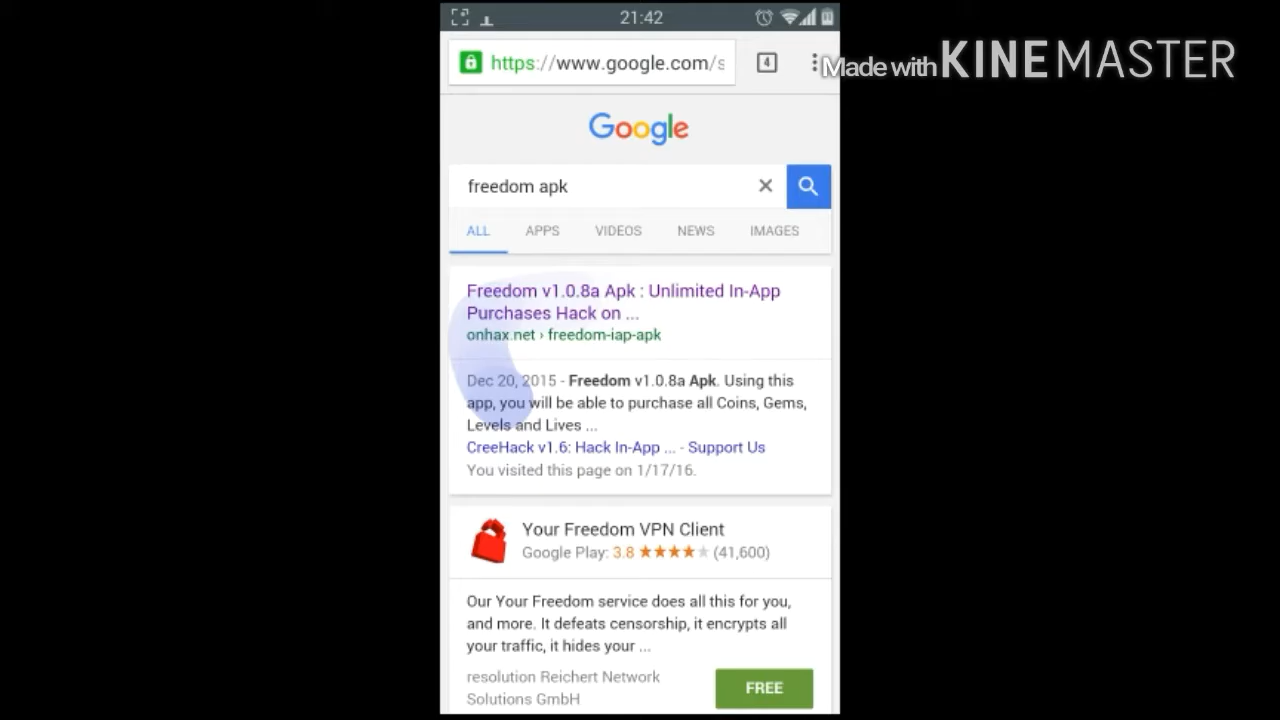 21:42
https://www.google.com/s
4
Made with KINEMASTER
Google
freedom apk
ALL APPS VIDEOS NEWS IMAGES
Freedom v1.0.8a Apk : Unlimited In-App
Purchases Hack on ...
onhax.net › freedom-iap-apk
Dec 20, 2015 - Freedom v1.0.8a Apk. Using this
app, you will be able to purchase all Coins, Gems,
Levels and Lives ...
CreeHack v1.6: Hack In-App ... - Support Us
You visited this page on 1/17/16.
Your Freedom VPN Client
Google Play: 3.8 ★★★★★ (41,600)
Our Your Freedom service does all this for you,
and more. It defeats censorship, it encrypts all
your traffic, it hides your ...
resolution Reichert Network
Solutions GmbH
FREE